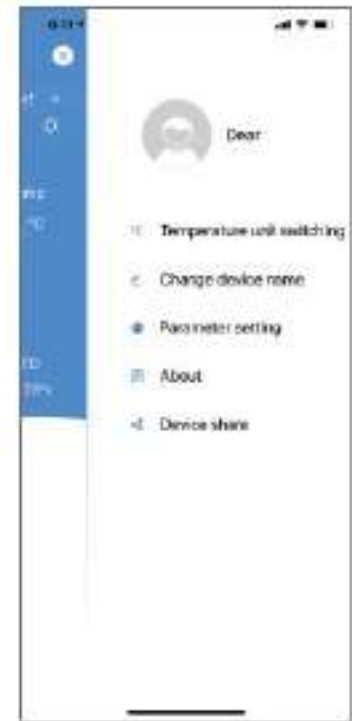 Dear
Temperature unit switching
Change device name
Parameter setting
About
Device share